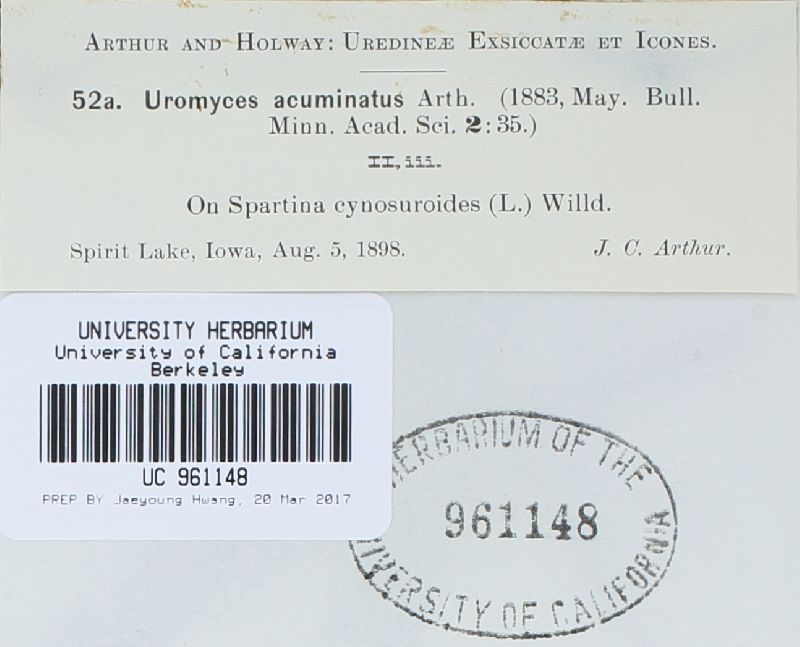 ARTHUR AND HOLWAY: UREDINEÆ EXSICCATÆ ET ICONES.
52a. Uromyces acuminatus Arth. (1883, May. Bull.
Minn. Acad. Sci. 2:35.)
II, iii.
On Spartina cynosuroides (L.) Willd.
Spirit Lake, Iowa, Aug. 5, 1898. J. C. Arthur.
UNIVERSITY HERBARIUM
University of California
Berkeley
UC 961148
PREP BY Jaeyoung Hwang, 20 Mar 2017
HERBARIUM OF THE
961148
UNIVERSITY OF CALIFORNIA